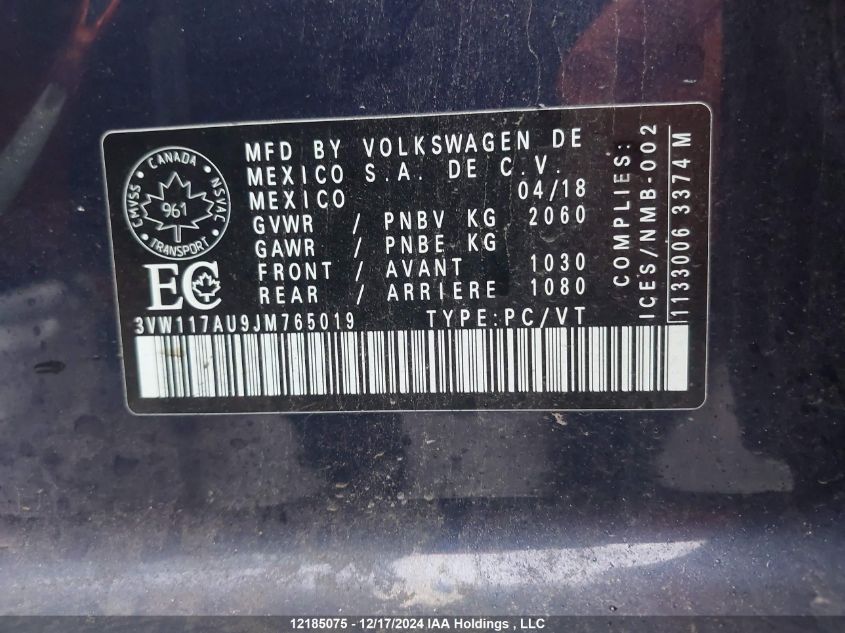 CANADA
CMVSS
NSVAC
961
TRANSPORT
EC
MFD BY VOLKSWAGEN DE
MEXICO S.A. DE C.V.
MEXICO 04/18
GVWR / PNBV KG 2060
GAWR / PNBE KG
FRONT / AVANT 1030
REAR / ARRIERE 1080
3VW117AU9JM765019 TYPE:PC/VT
COMPLIES:
ICES/NMB-002
1133006 3374 M
12185075 - 12/17/2024 IAA Holdings , LLC